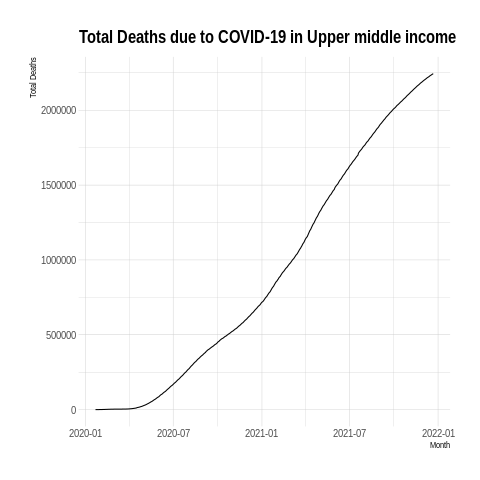 Total Deaths due to COVID-19 in Upper middle income
Total Deaths
2000000
1500000
1000000
500000
0
2020-01 2020-07 2021-01 2021-07 2022-01
Month